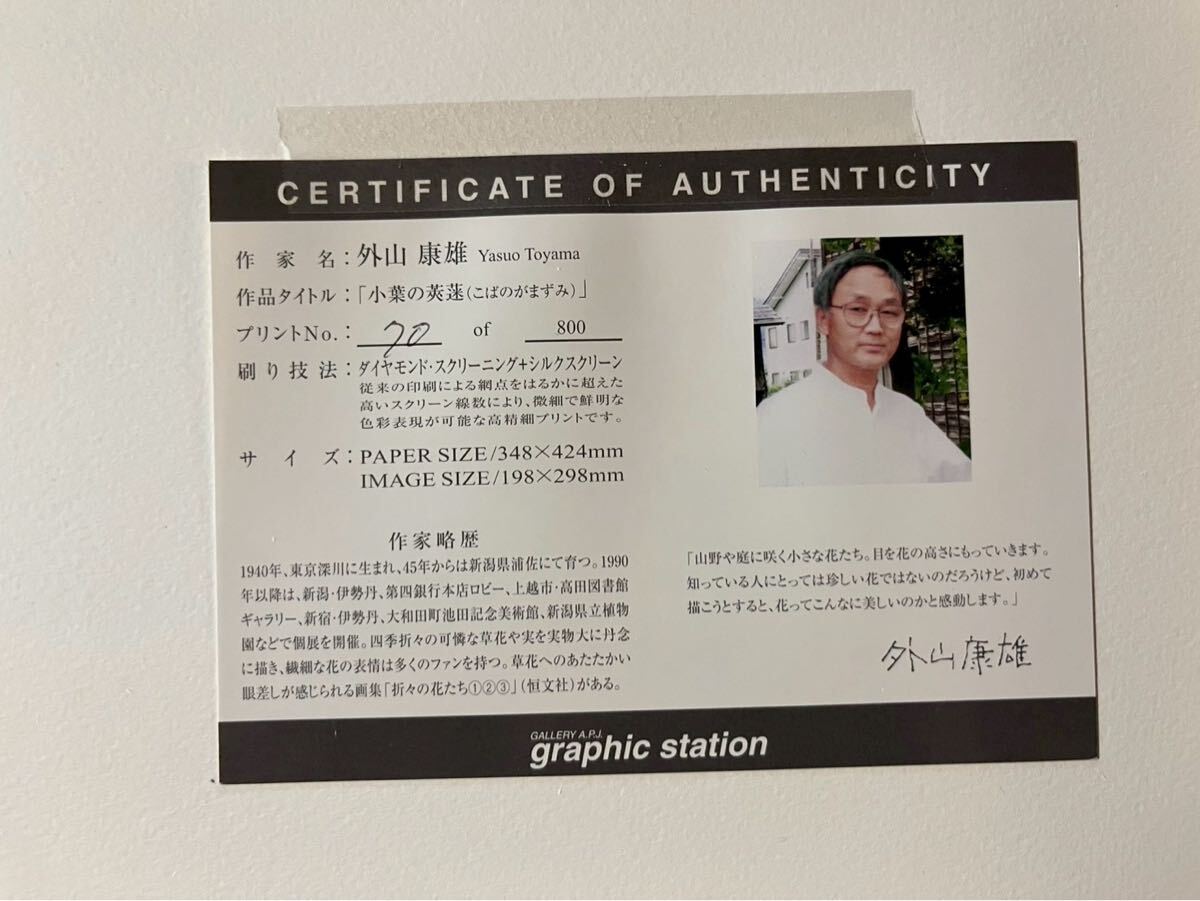 CERTIFICATE OF AUTHENTICITY
作家名：外山 康雄 Yasuo Toyama
作品タイトル：「小葉の莢蒾(こばのがまずみ)」
プリントNo.：70 of 800
刷り技法：ダイヤモンド・スクリーニング+シルクスクリーン
従来の印刷による網点をはるかに超えた
高いスクリーン線数により、微細で鮮明な
色彩表現が可能な高精細プリントです。
サイズ：PAPER SIZE/348×424mm
IMAGE SIZE/198×298mm
作家略歴
1940年、東京深川に生まれ、45年からは新潟県浦佐にて育つ。1990
年以降は、新潟・伊勢丹、第四銀行本店ロビー、上越市・高田図書館
ギャラリー、新宿・伊勢丹、大和田町池田記念美術館、新潟県立植物
園などで個展を開催。四季折々の可憐な草花や実を実物大に丹念
に描き、繊細な花の表情は多くのファンを持つ。草花へのあたたかい
眼差しが感じられる画集「折々の花たち①②③」(恒文社)がある。
「山野や庭に咲く小さな花たち。目を花の高さにもっていきます。
知っている人にとっては珍しい花ではないのだろうけど、初めて
描こうとすると、花ってこんなに美しいのかと感動します。」
外山康雄
GALLERY A.P.J.
graphic station